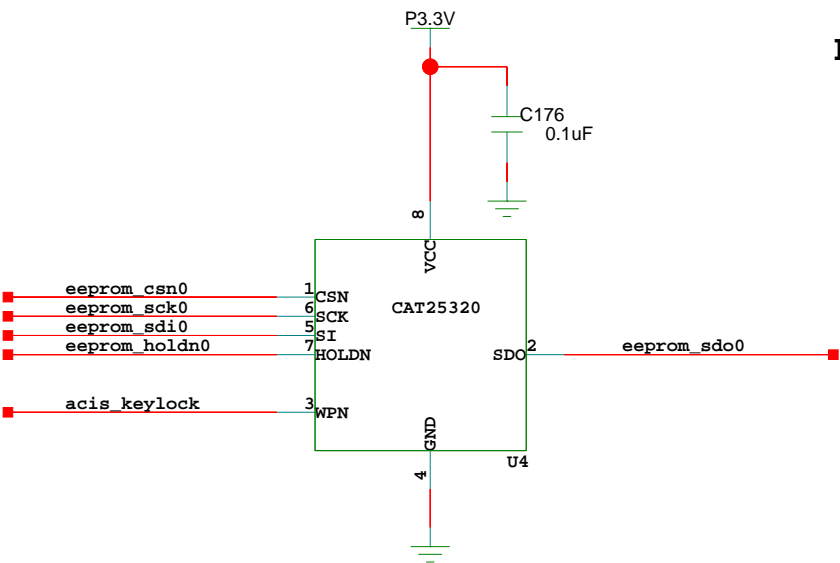 P3.3V
C176
0.1uF
8
VCC
eeprom_csn0
1
CSN
CAT25320
eeprom_sck0
6
SCK
eeprom_sdi0
5
SI
eeprom_holdn0
7
HOLDN
SDO
2
eeprom_sdo0
acis_keylock
3
WPN
GND
U4
4